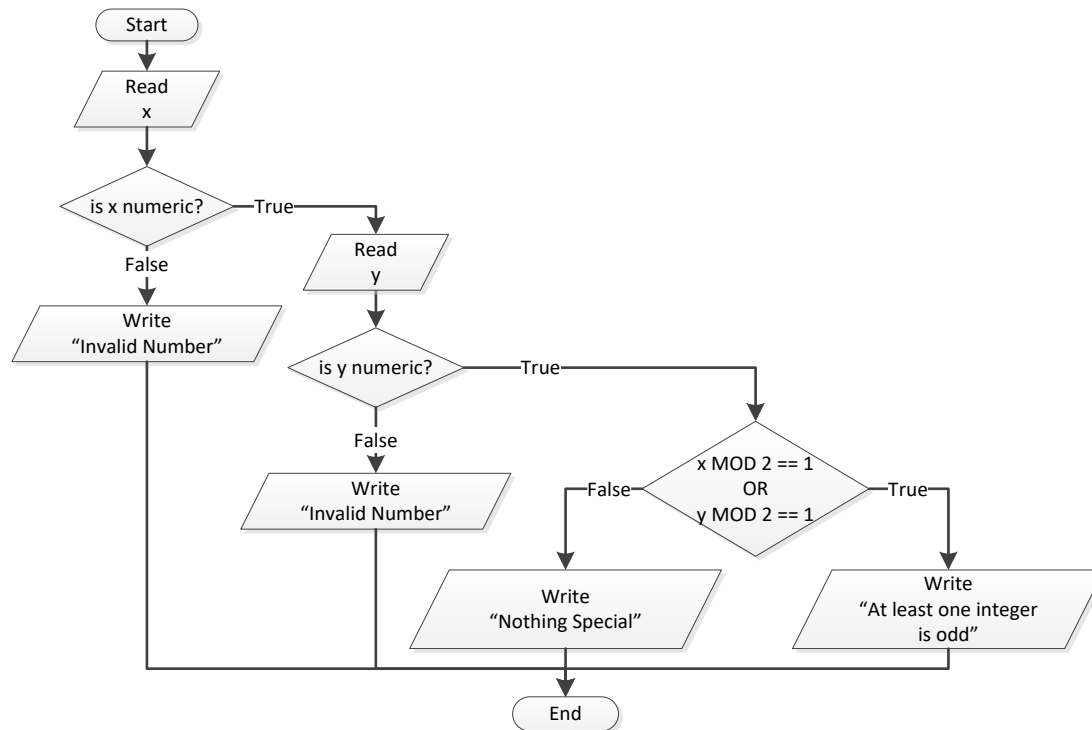 Start
Read
x
is x numeric?
True
False
Read
y
Write
“Invalid Number”
is y numeric?
True
False
Write
“Invalid Number”
x MOD 2 == 1
OR
y MOD 2 == 1
False
True
Write
“Nothing Special”
Write
“At least one integer
is odd”
End